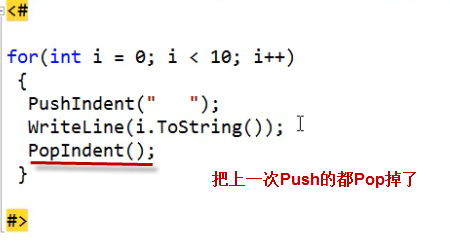 <#
for(int i = 0; i < 10; i++)
{
PushIndent("   ");
WriteLine(i.ToString());
PopIndent();
}
把上一次Push的都Pop掉了
#>